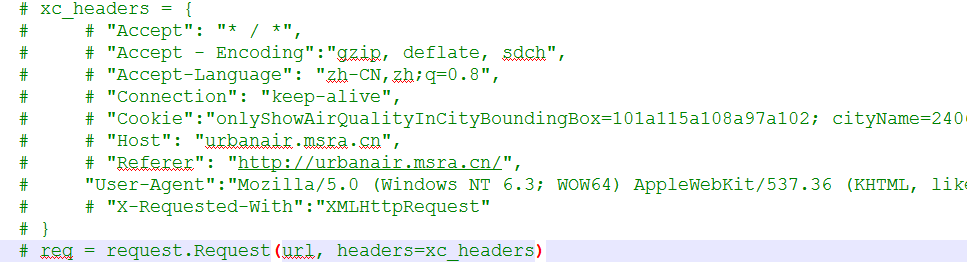 # xc_headers = {
#     # "Accept": "* / *",
#     # "Accept - Encoding":"gzip, deflate, sdch",
#     # "Accept-Language": "zh-CN,zh;q=0.8",
#     # "Connection": "keep-alive",
#     # "Cookie":"onlyShowAirQualityInCityBoundingBox=101a115a108a97a102; cityName=240
#     # "Host": "urbanair.msra.cn",
#     # "Referer": "http://urbanair.msra.cn/",
#     "User-Agent":"Mozilla/5.0 (Windows NT 6.3; WOW64) AppleWebKit/537.36 (KHTML, lik
#     # "X-Requested-With":"XMLHttpRequest"
# }
# req = request.Request(url, headers=xc_headers)